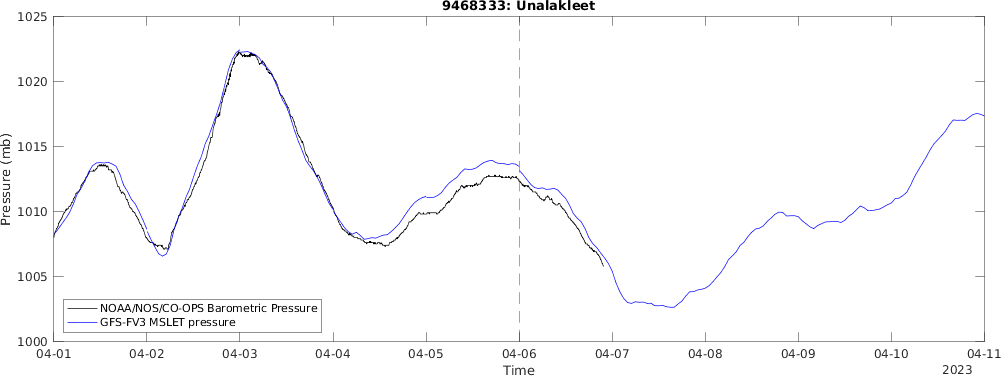 9468333: Unalakleet
1025
1020
1015
1010
1005
1000
Pressure (mb)
NOAA/NOS/CO-OPS Barometric Pressure
GFS-FV3 MSLET pressure
04-01 04-02 04-03 04-04 04-05 04-06 04-07 04-08 04-09 04-10 04-11
Time
2023